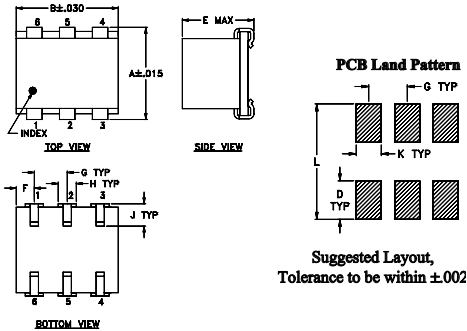 B±.030
6 5 4
A±.015
INDEX
1 2 3
TOP VIEW
E MAX
SIDE VIEW
PCB Land Pattern
G TYP
K TYP
L
D
TYP
Suggested Layout,
Tolerance to be within ±.002
G TYP
H TYP
F
1 2 3
J TYP
6 5 4
BOTTOM VIEW